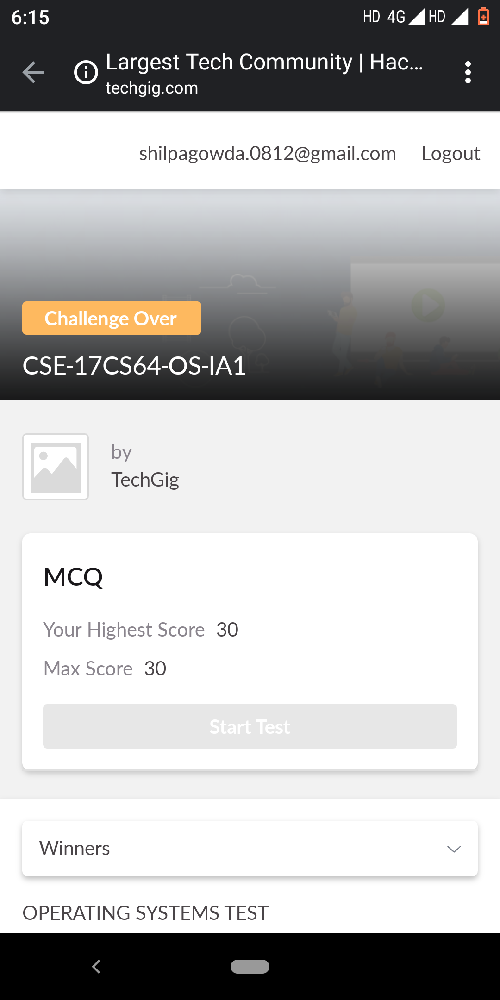 6:15
HD 4G HD
Largest Tech Community | Hac...
techgig.com
shilpagowda.0812@gmail.com Logout
Challenge Over
CSE-17CS64-OS-IA1
by
TechGig
MCQ
Your Highest Score 30
Max Score 30
Start Test
Winners
OPERATING SYSTEMS TEST